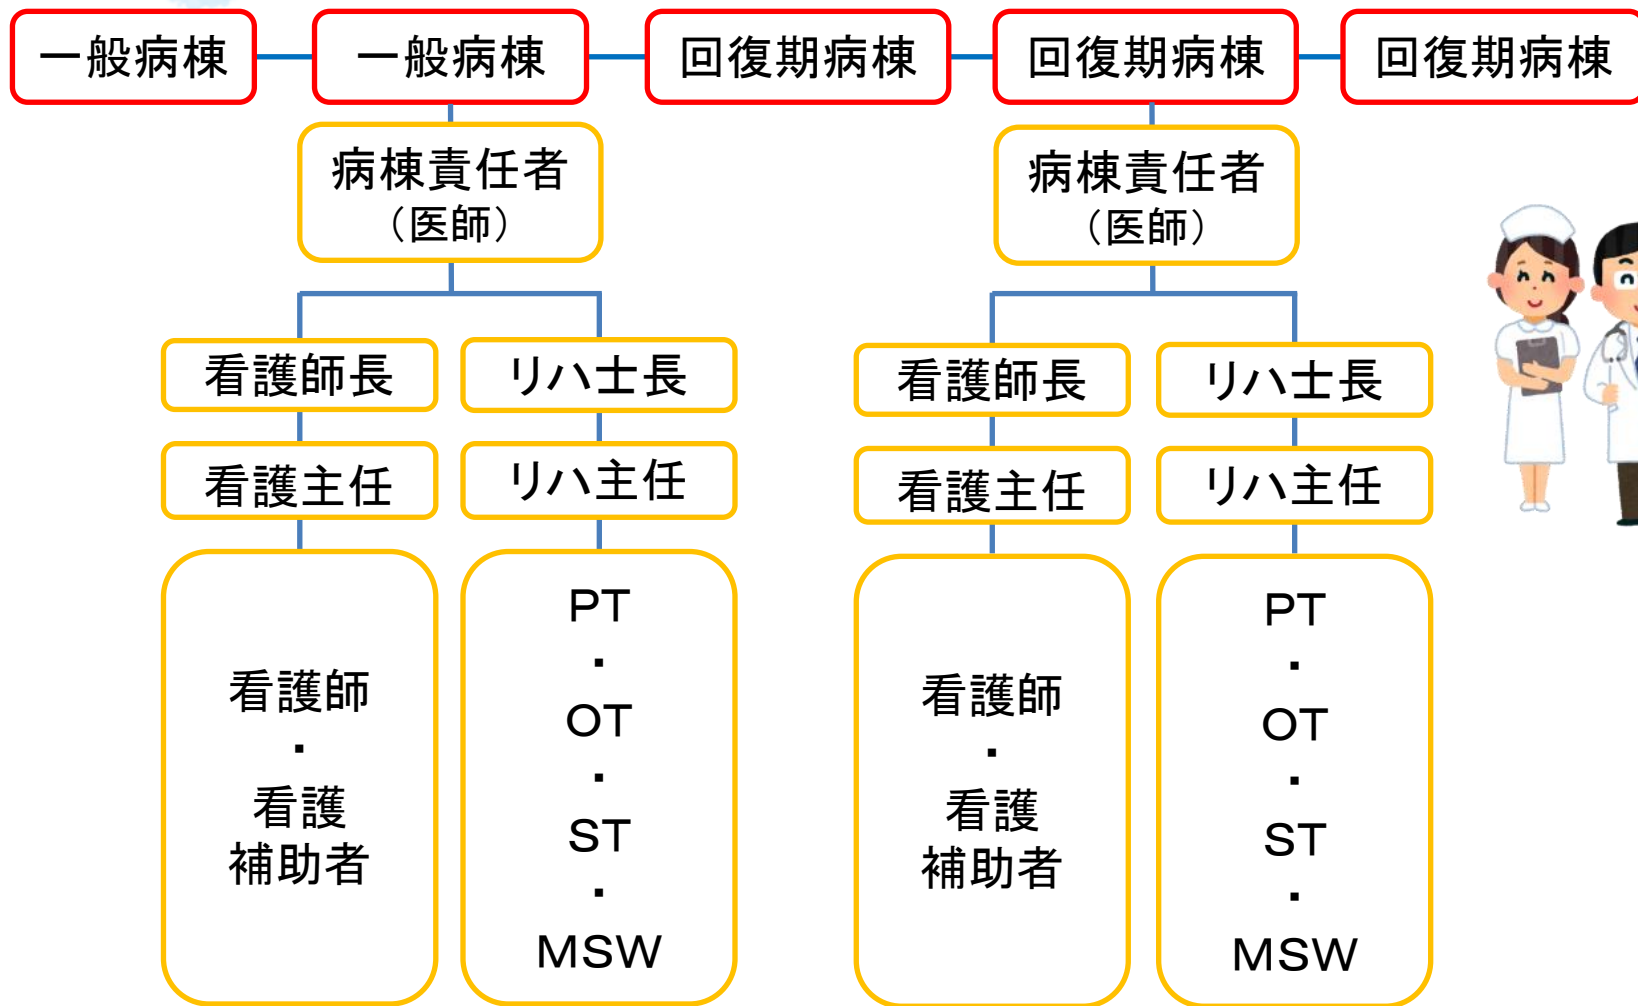 一般病棟
一般病棟
回復期病棟
回復期病棟
回復期病棟
病棟責任者
（医師）
看護師長
リハ士長
看護主任
リハ主任
看護師
・
看護
補助者
PT
・
OT
・
ST
・
MSW
病棟責任者
（医師）
看護師長
リハ士長
看護主任
リハ主任
看護師
・
看護
補助者
PT
・
OT
・
ST
・
MSW